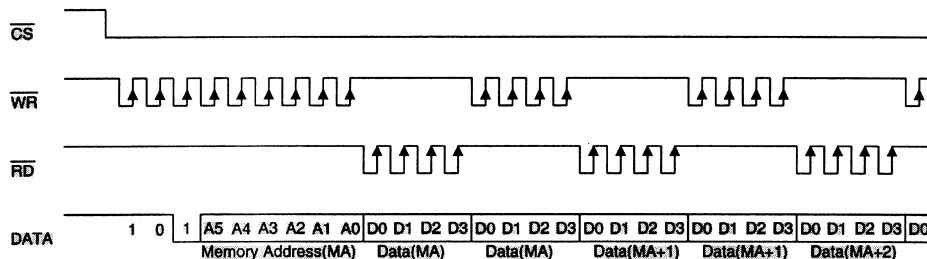 CS
WR
RD
DATA 1 0 1 A5 A4 A3 A2 A1 A0 D0 D1 D2 D3 D0 D1 D2 D3 D0 D1 D2 D3 D0 D1 D2 D3 D0 D1 D2 D3 D0
Memory Address(MA) Data(MA) Data(MA) Data(MA+1) Data(MA+1) Data(MA+2)